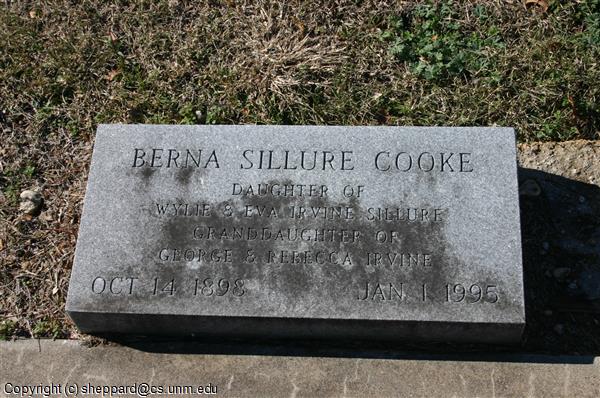 BERNA SILLURE COOKE
DAUGHTER OF
WYLIE & EVA IRVINE SILLURE
GRANDDAUGHTER OF
GEORGE & REBECCA IRVINE
OCT 14 1898 JAN 1 1995
Copyright (c) sheppard@cs.unm.edu